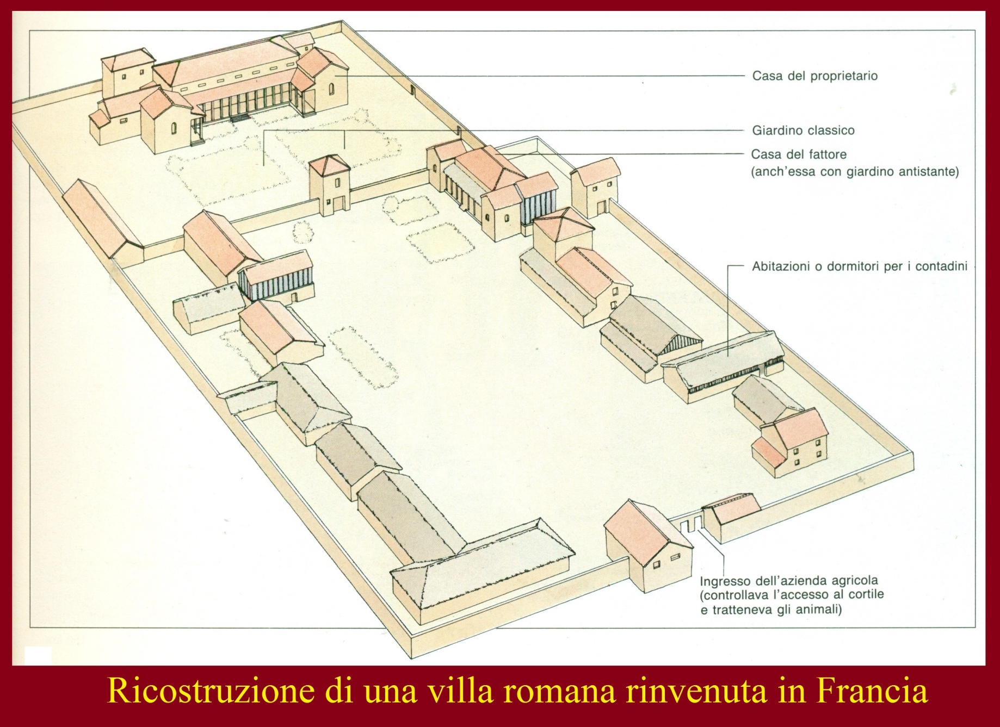 Casa del proprietario
Giardino classico
Casa del fattore
(anch'essa con giardino antistante)
Abitazioni o dormitori per i contadini
Ingresso dell'azienda agricola
(controllava l'accesso al cortile
e tratteneva gli animali)
Ricostruzione di una villa romana rinvenuta in Francia